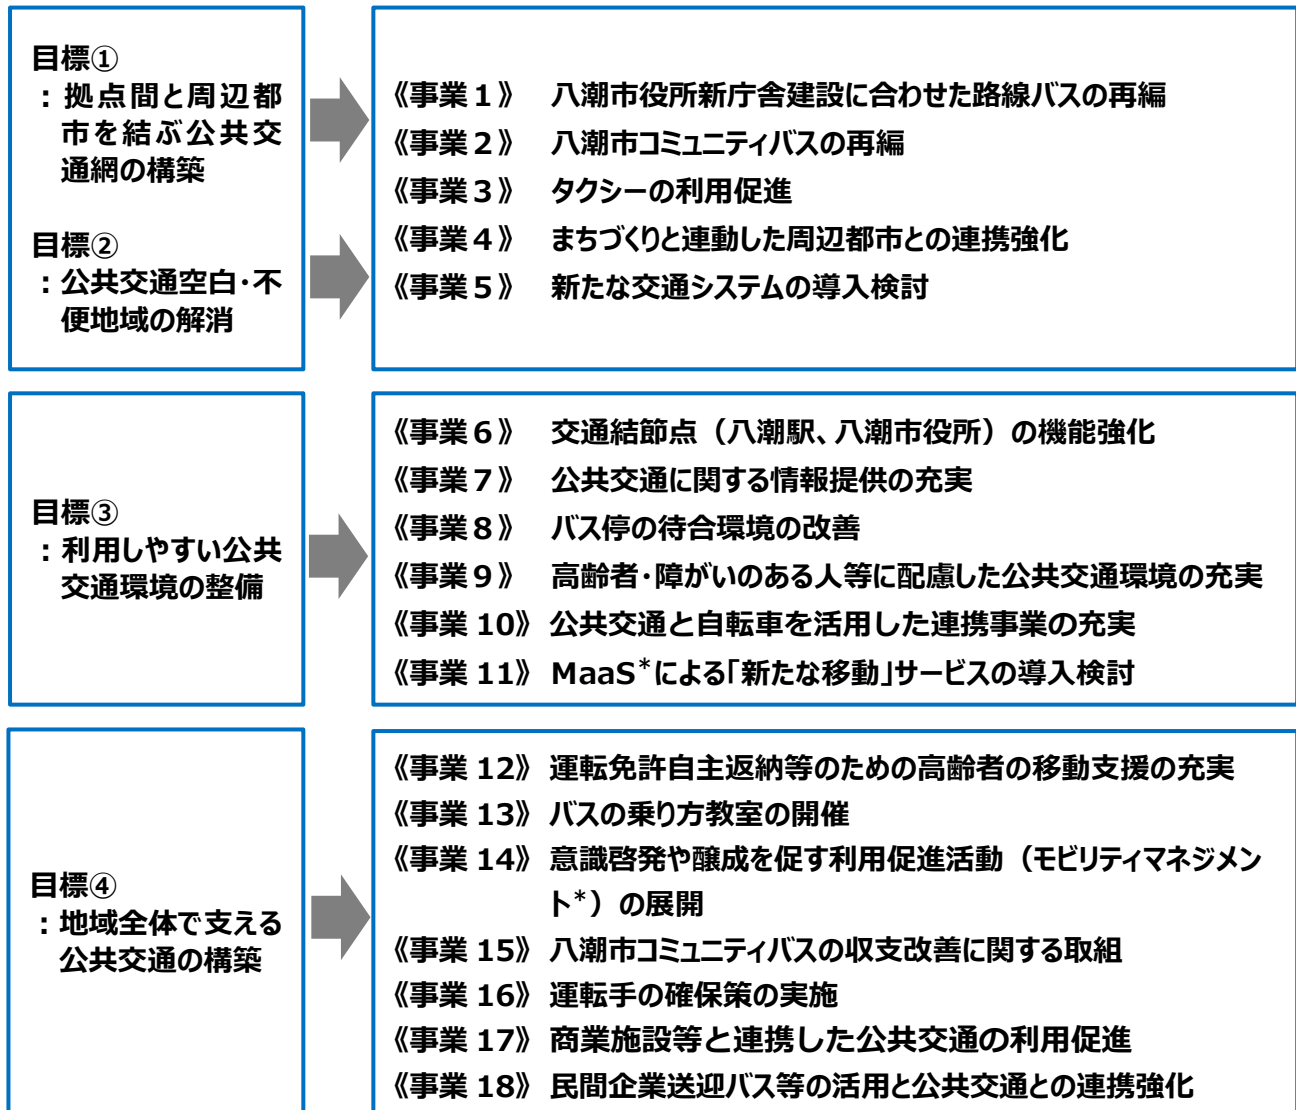 目標①
：拠点間と周辺都
市を結ぶ公共交
通網の構築
目標②
：公共交通空白・不
便地域の解消
《事業１》 八潮市役所新庁舎建設に合わせた路線バスの再編
《事業２》 八潮市コミュニティバスの再編
《事業３》 タクシーの利用促進
《事業４》 まちづくりと連動した周辺都市との連携強化
《事業５》 新たな交通システムの導入検討
目標③
：利用しやすい公共
交通環境の整備
《事業６》 交通結節点（八潮駅、八潮市役所）の機能強化
《事業７》 公共交通に関する情報提供の充実
《事業８》 バス停の待合環境の改善
《事業９》 高齢者・障がいのある人等に配慮した公共交通環境の充実
《事業 10》 公共交通と自転車を活用した連携事業の充実
《事業 11》 MaaS*による「新たな移動」サービスの導入検討
目標④
：地域全体で支える
公共交通の構築
《事業 12》 運転免許自主返納等のための高齢者の移動支援の充実
《事業 13》 バスの乗り方教室の開催
《事業 14》 意識啓発や醸成を促す利用促進活動（モビリティマネジメン
ト*）の展開
《事業 15》 八潮市コミュニティバスの収支改善に関する取組
《事業 16》 運転手の確保策の実施
《事業 17》 商業施設等と連携した公共交通の利用促進
《事業 18》 民間企業送迎バス等の活用と公共交通との連携強化